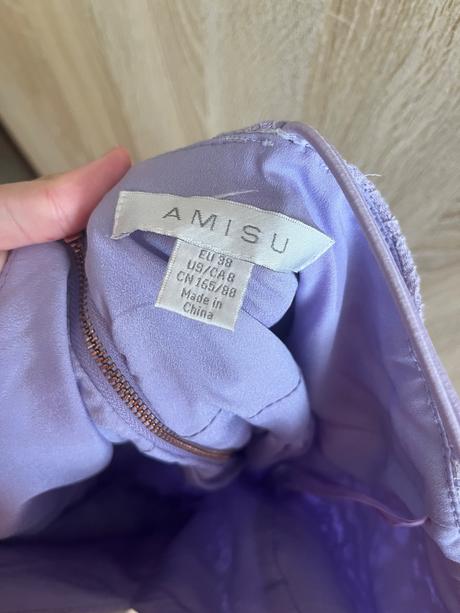 AMISU
EU 38
US/CA 8
CN 165/88
Made in
China